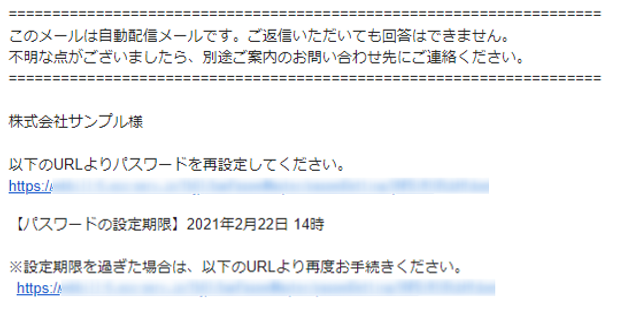 ============================================================
このメールは自動配信メールです。ご返信いただいても回答はできません。
不明な点がございましたら、別途ご案内のお問い合わせ先にご連絡ください。
============================================================
株式会社サンプル様
以下のURLよりパスワードを再設定してください。
https:/
【パスワードの設定期限】2021年2月22日 14時
※設定期限を過ぎた場合は、以下のURLより再度お手続きください。
https:/